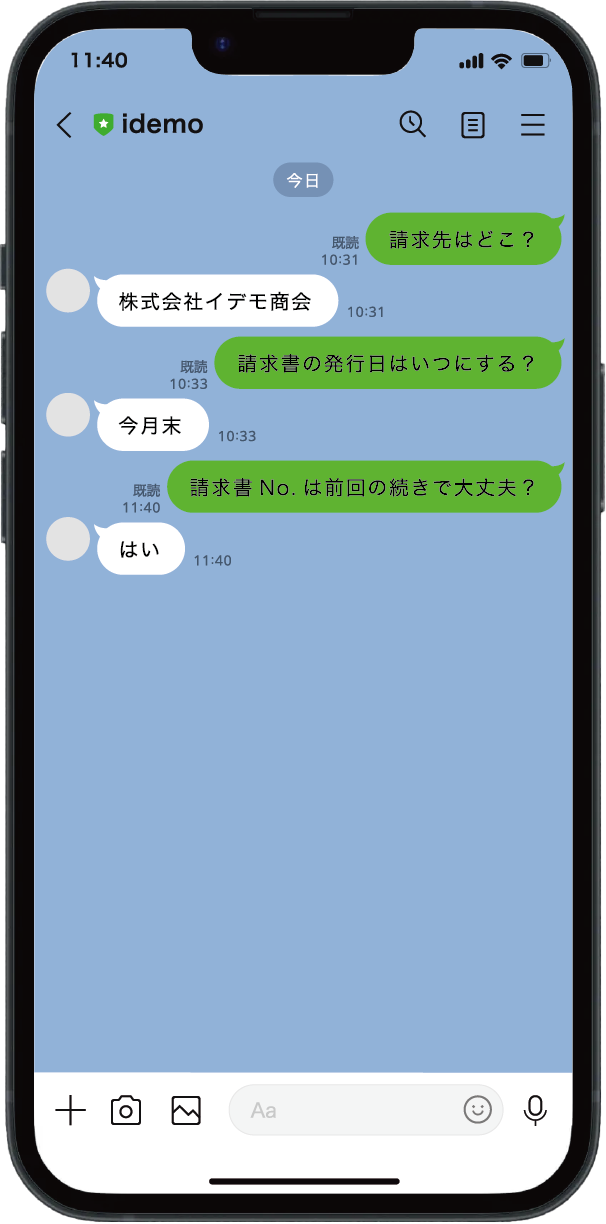 11:40
idemo
今日
請求先はどこ？
既読
10:31
株式会社イデモ商会
10:31
請求書の発行日はいつにする？
既読
10:33
今月末
10:33
請求書 No. は前回の続きで大丈夫？
既読
11:40
はい
11:40
Aa